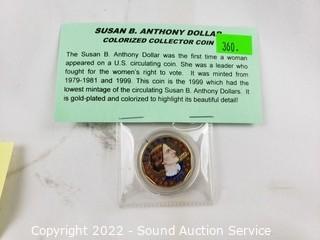 SUSAN B. ANTHONY DOLLAR
COLORIZED COLLECTOR COIN
360.
The Susan B. Anthony Dollar was the first time a woman
appeared on a U.S. circulating coin. She was a leader who
fought for the women's right to vote. It was minted from
1979-1981 and 1999. This coin is the 1999 which had the
lowest mintage of the circulating Susan B. Anthony Dollars. It
is gold-plated and colorized to highlight its beautiful detail!
Copyright 2022 - Sound Auction Service